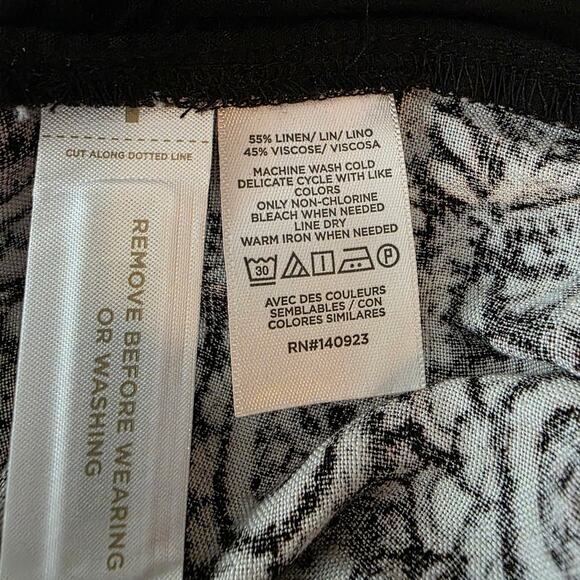 CUT ALONG DOTTED LINE
REMOVE BEFORE WEARING
OR WASHING
55% LINEN/ LIN/ LINO
45% VISCOSE/ VISCOSA
MACHINE WASH COLD
DELICATE CYCLE WITH LIKE
COLORS
ONLY NON-CHLORINE
BLEACH WHEN NEEDED
LINE DRY
WARM IRON WHEN NEEDED
30 P
AVEC DES COULEURS
SEMBLABLES / CON
COLORES SIMILARES
RN#140923